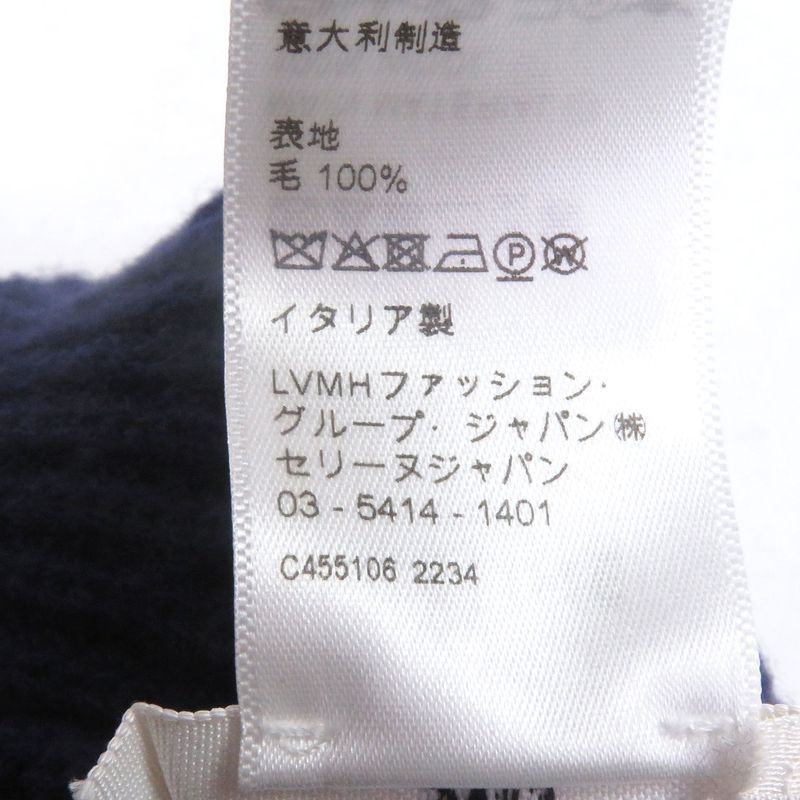 意大利制造
表地
毛 100%
P W
イタリア製
LVMHファッション・
グループ・ジャパン㈱
セリーヌジャパン
03 - 5414 - 1401
C455106 2234